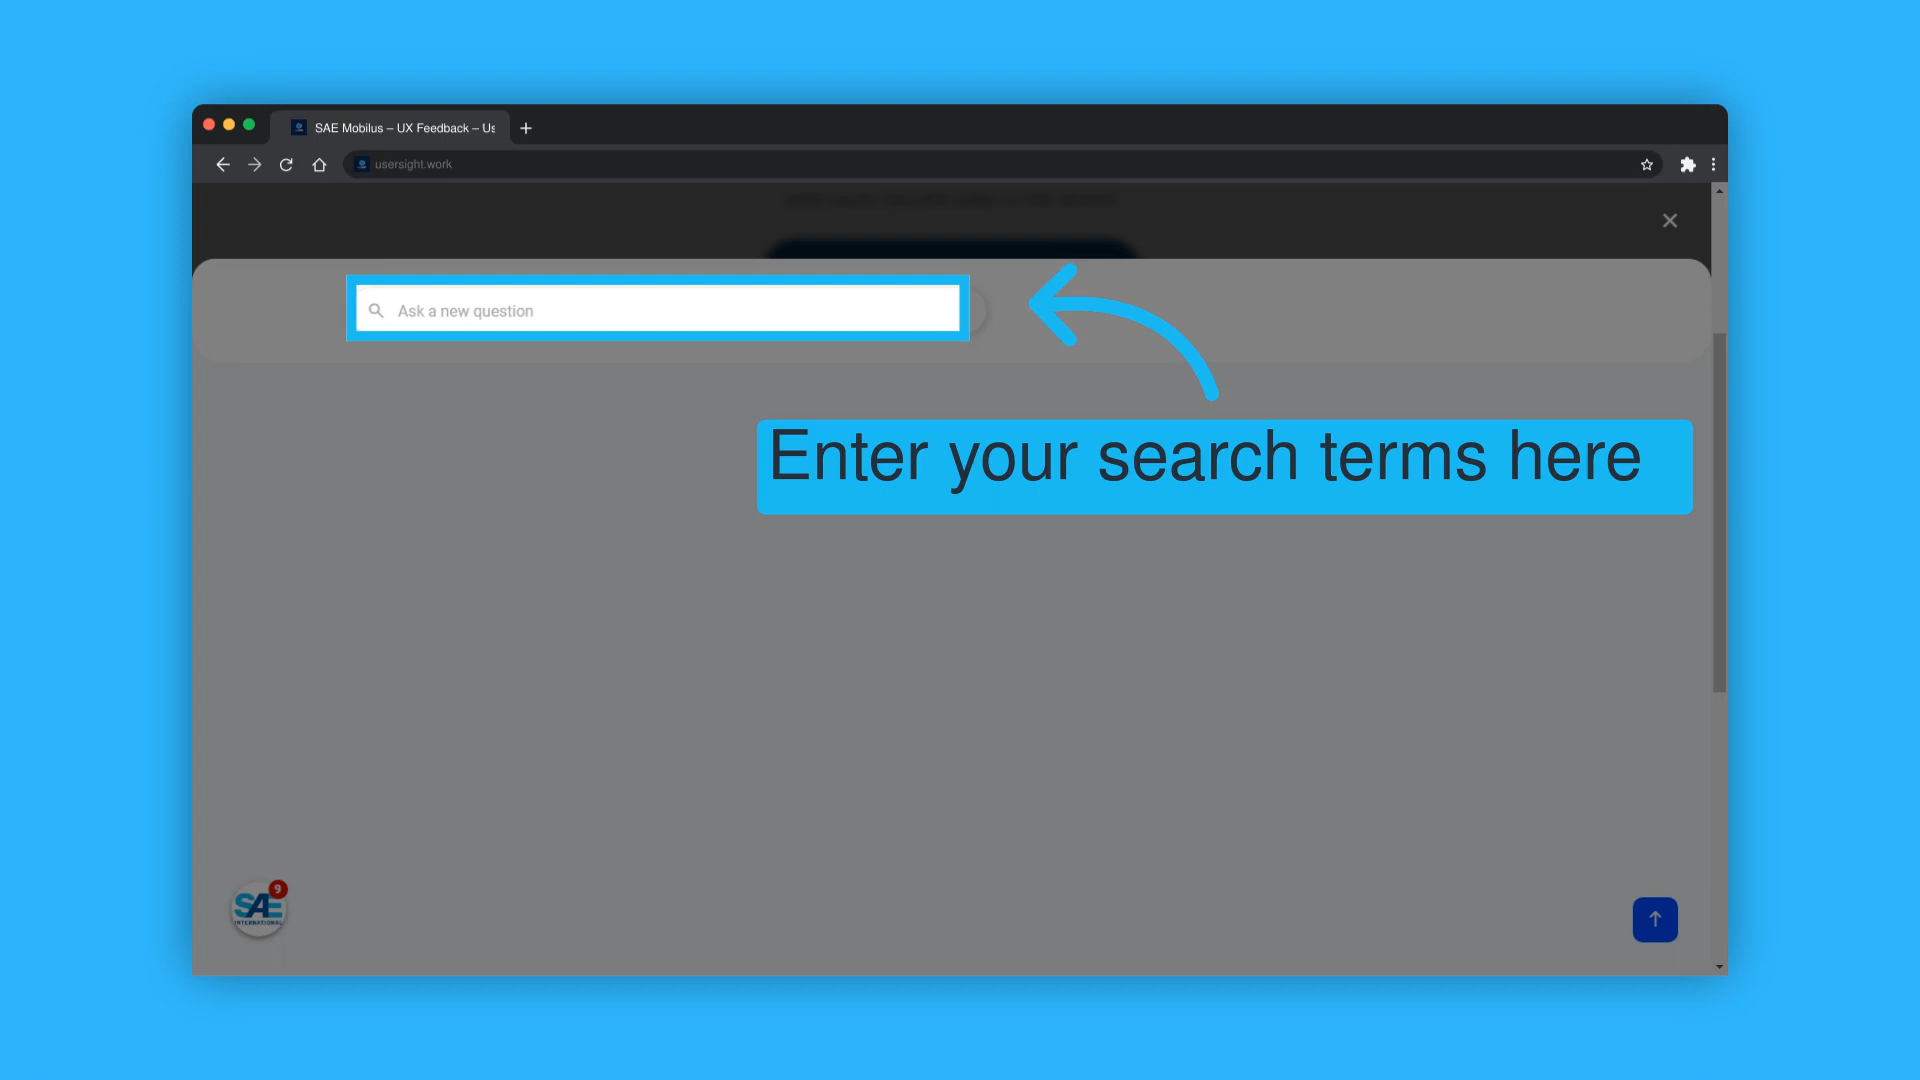 SAE Mobilus – UX Feedback – Us
usersight.work
Ask a new question
Enter your search terms here
9
SAE
INTERNATIONAL